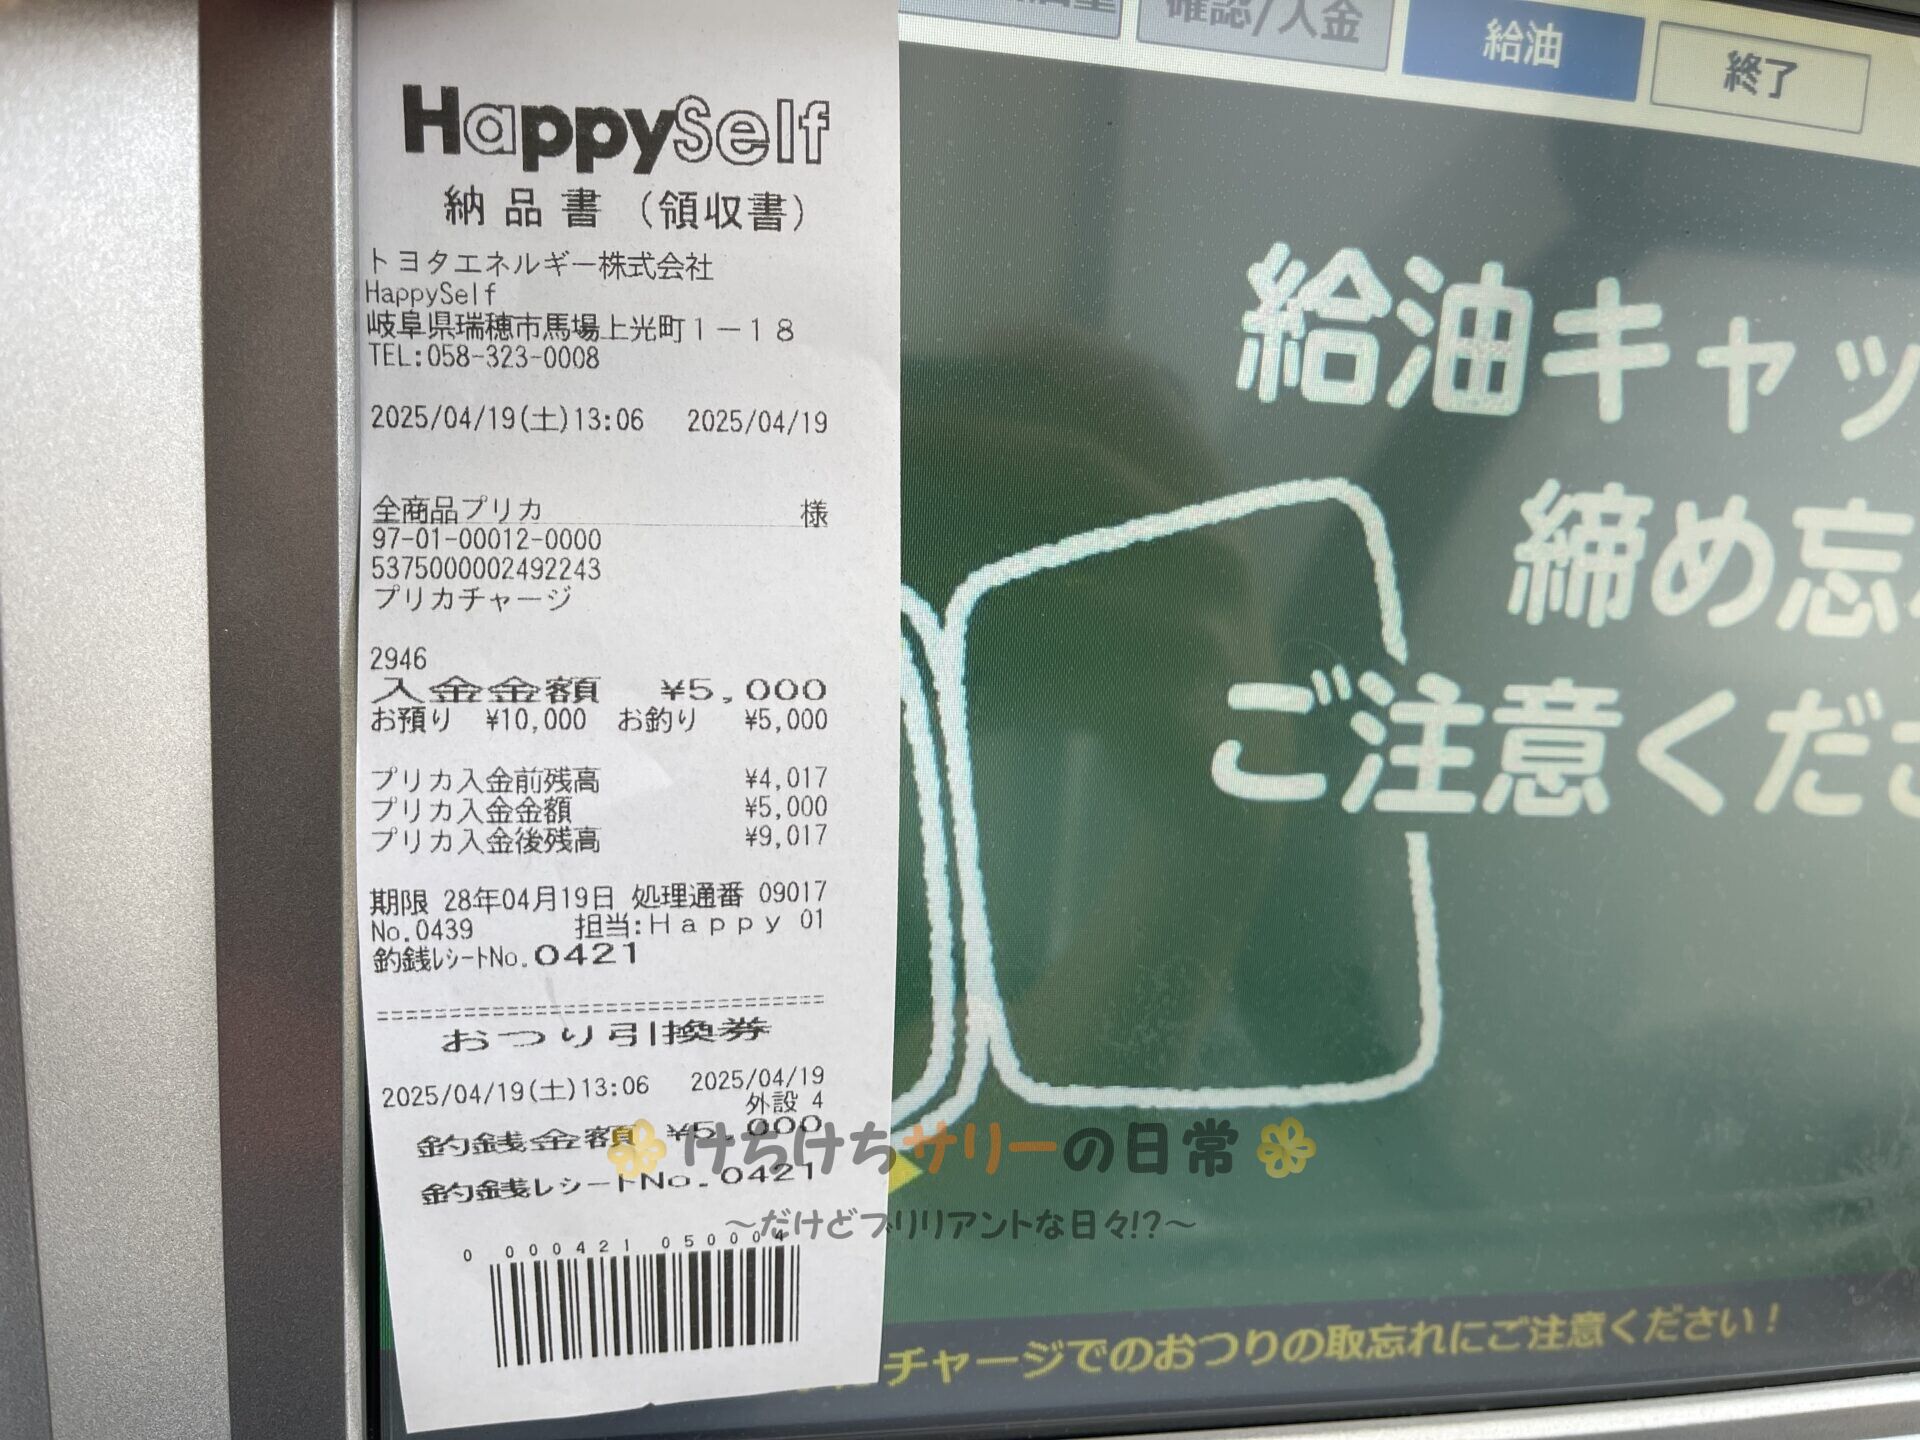 HappySelf
納品書（領収書）
トヨタエネルギー株式会社
HappySelf
岐阜県瑞穂市馬場上光町１－１８
TEL:058-323-0008
2025/04/19(土)13:06 2025/04/19
全商品プリカ 様
97-01-00012-0000
5375000002492243
プリカチャージ
2946
入金金額 ¥5,000
お預り ¥10,000 お釣り ¥5,000
プリカ入金前残高 ¥4,017
プリカ入金金額 ¥5,000
プリカ入金後残高 ¥9,017
期限 28年04月19日 処理通番 09017
No.0439 担当:Ｈａｐｐｙ 01
釣銭ﾚｼｰﾄNo.0421
おつり引換券
2025/04/19(土)13:06 2025/04/19
外設 4
釣銭金額 ¥5,000
釣銭レシートNo.0421
0 000421 050004
確認/入金
給油
終了
給油キャッ
締め忘
ご注意くださ
チャージでのおつりの取忘れにご注意ください！
けちけちサリーの日常
～だけどブリリアントな日々!?～